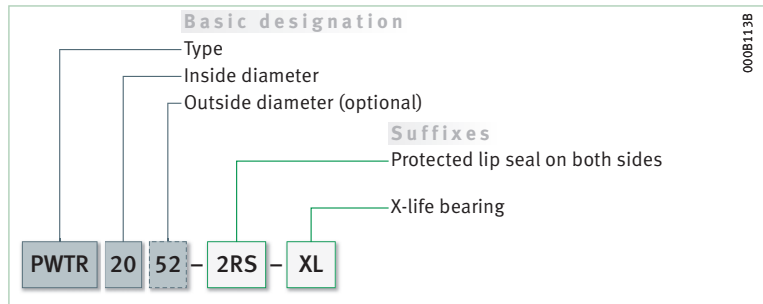 Basic designation
Type
Inside diameter
Outside diameter (optional)
Suffixes
Protected lip seal on both sides
X-life bearing
PWTR 20 52 – 2RS – XL
000B113B